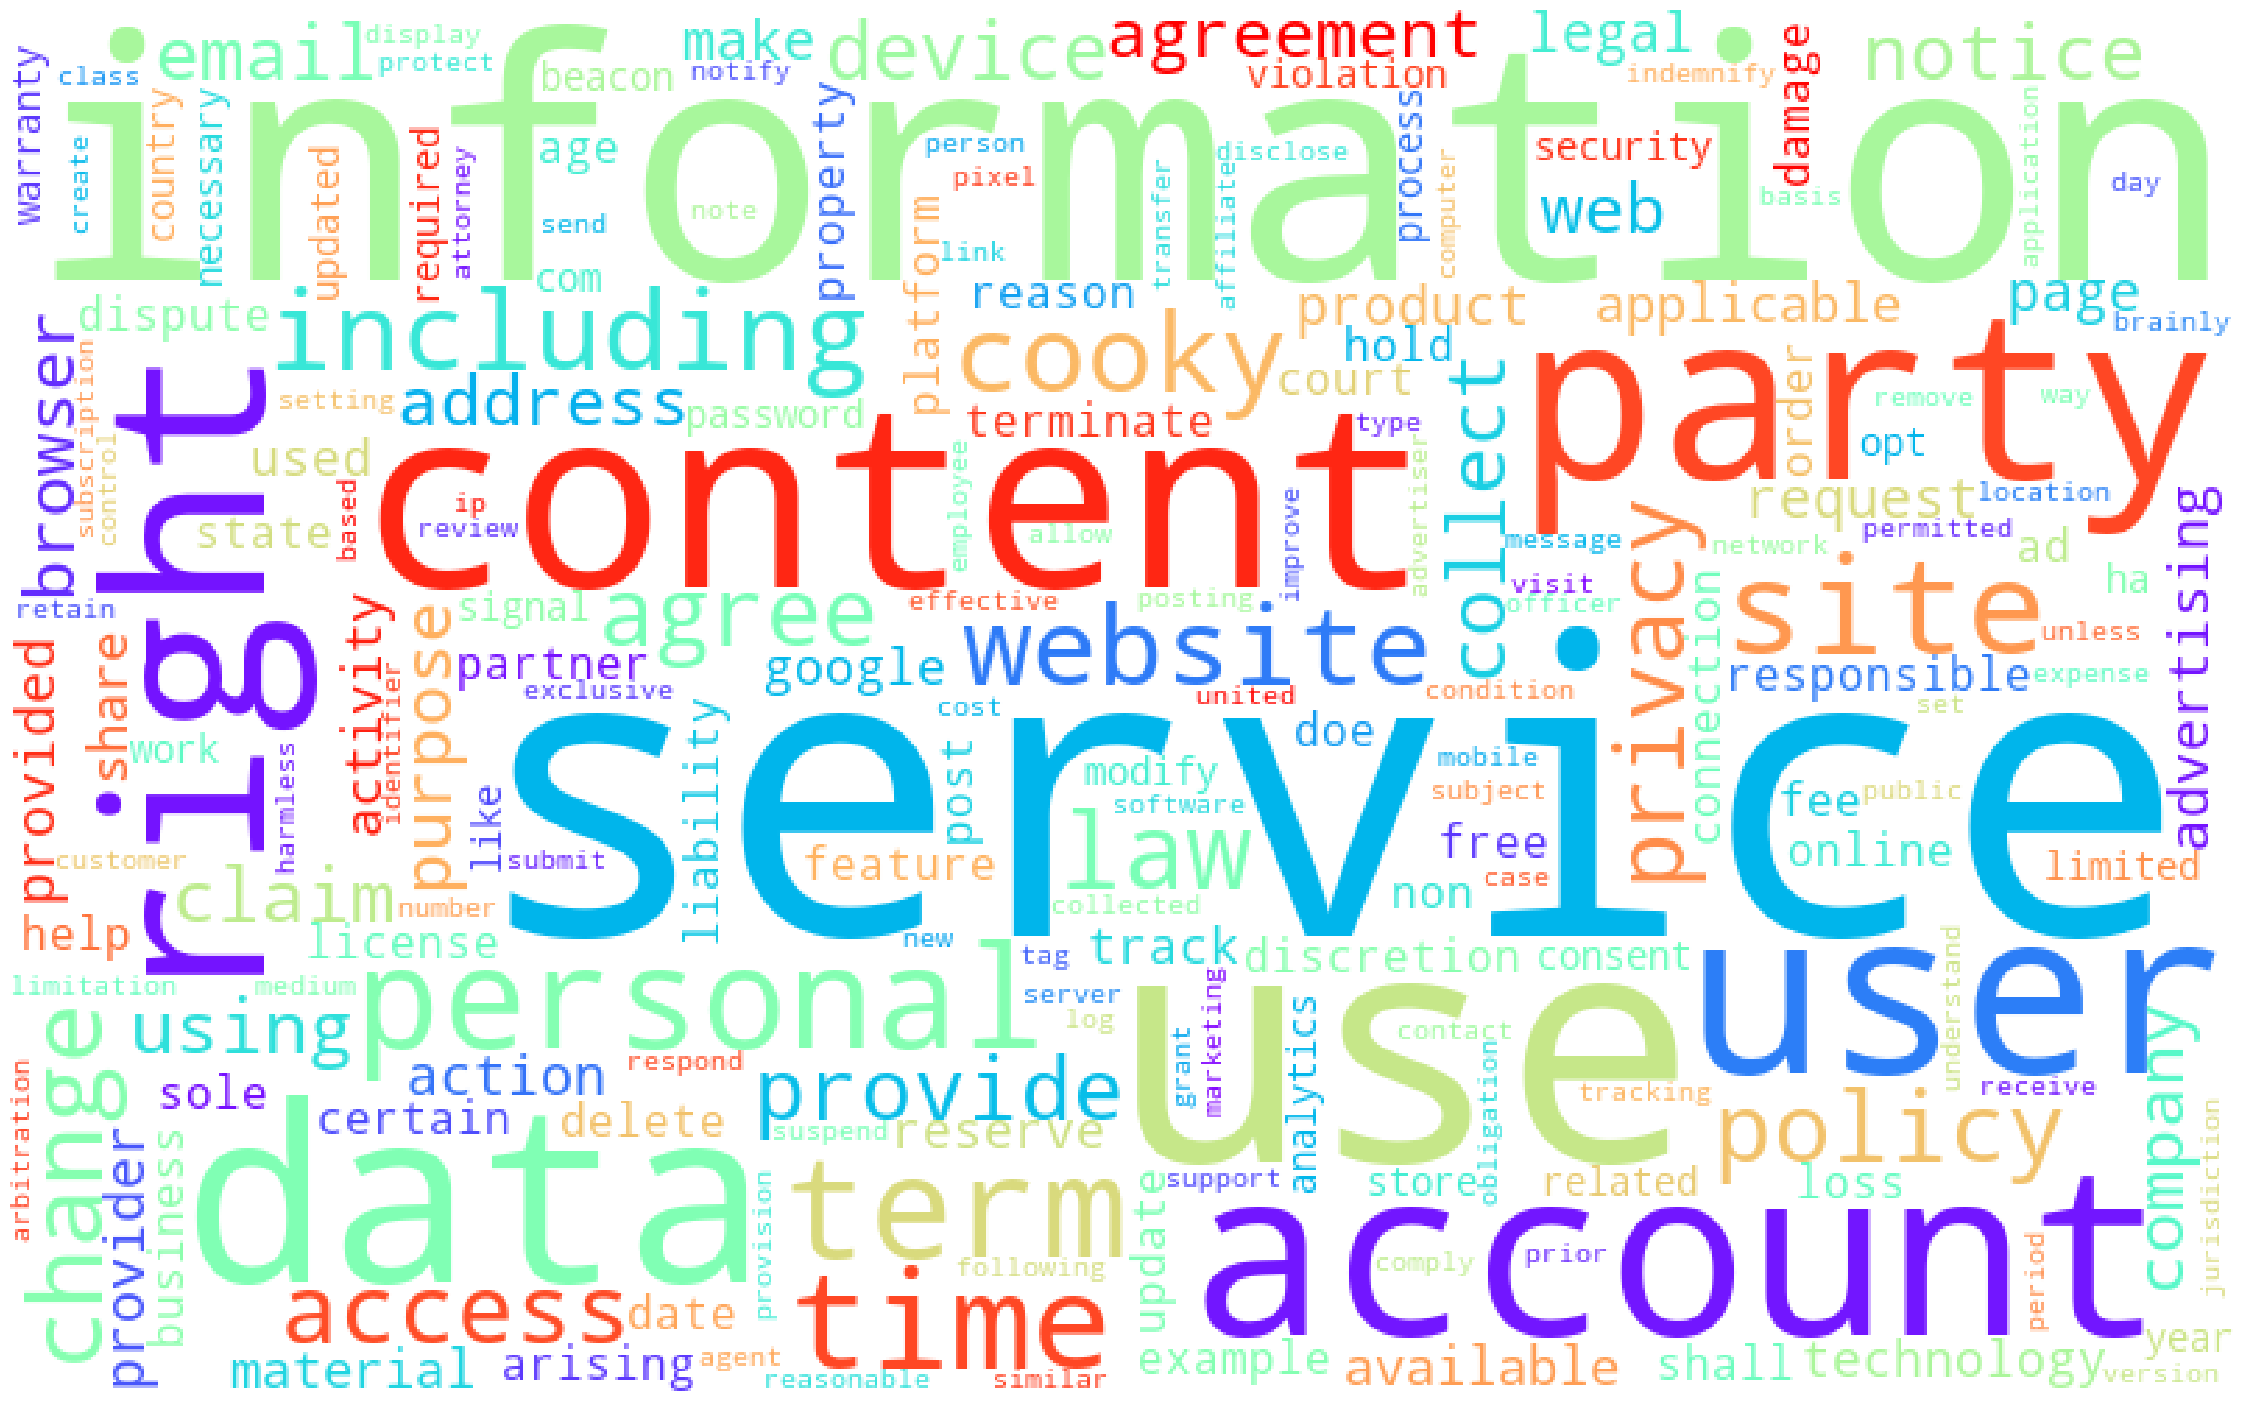 information
service
use
data
content
party
right
account
user
personal
including
website
site
cooky
term
time
law
agree
change
policy
provide
access
privacy
collect
purpose
company
claim
using
address
browser
advertising
provided
agreement
email
device
notice
make
legal
web
page
product
applicable
display
protect
notify
beacon
violation
indemnify
damage
warranty
class
create
country
necessary
updated
required
attorney
age
send
com
note
property
platform
person
pixel
link
transfer
disclose
affiliate
process
computer
security
basis
application
day
brainly
dispute
reason
hold
court
order
remove
way
opt
request
location
permitted
network
ad
ha
message
visit
officer
connection
unless
responsible
expense
set
subscription
control
setting
password
terminate
type
used
state
based
ip
review
employee
allow
improve
advertiser
effective
posting
signal
retain
activity
identifier
partner
exclusive
google
united
condition
cost
doe
mobile
share
work
harmless
like
submit
liability
post
modify
software
subject
fee
public
free
online
limited
feature
case
non
collected
customer
help
number
license
new
tag
track
discretion
consent
understand
limitation
medium
server
log
marketing
grant
analytics
contact
obligation
tracking
receive
action
respond
sole
certain
delete
suspend
reserve
arbitration
provider
business
provision
following
update
support
store
related
loss
jurisdiction
comply
prior
period
date
material
arising
agent
reasonable
similar
example
available
shall
technology
year
version